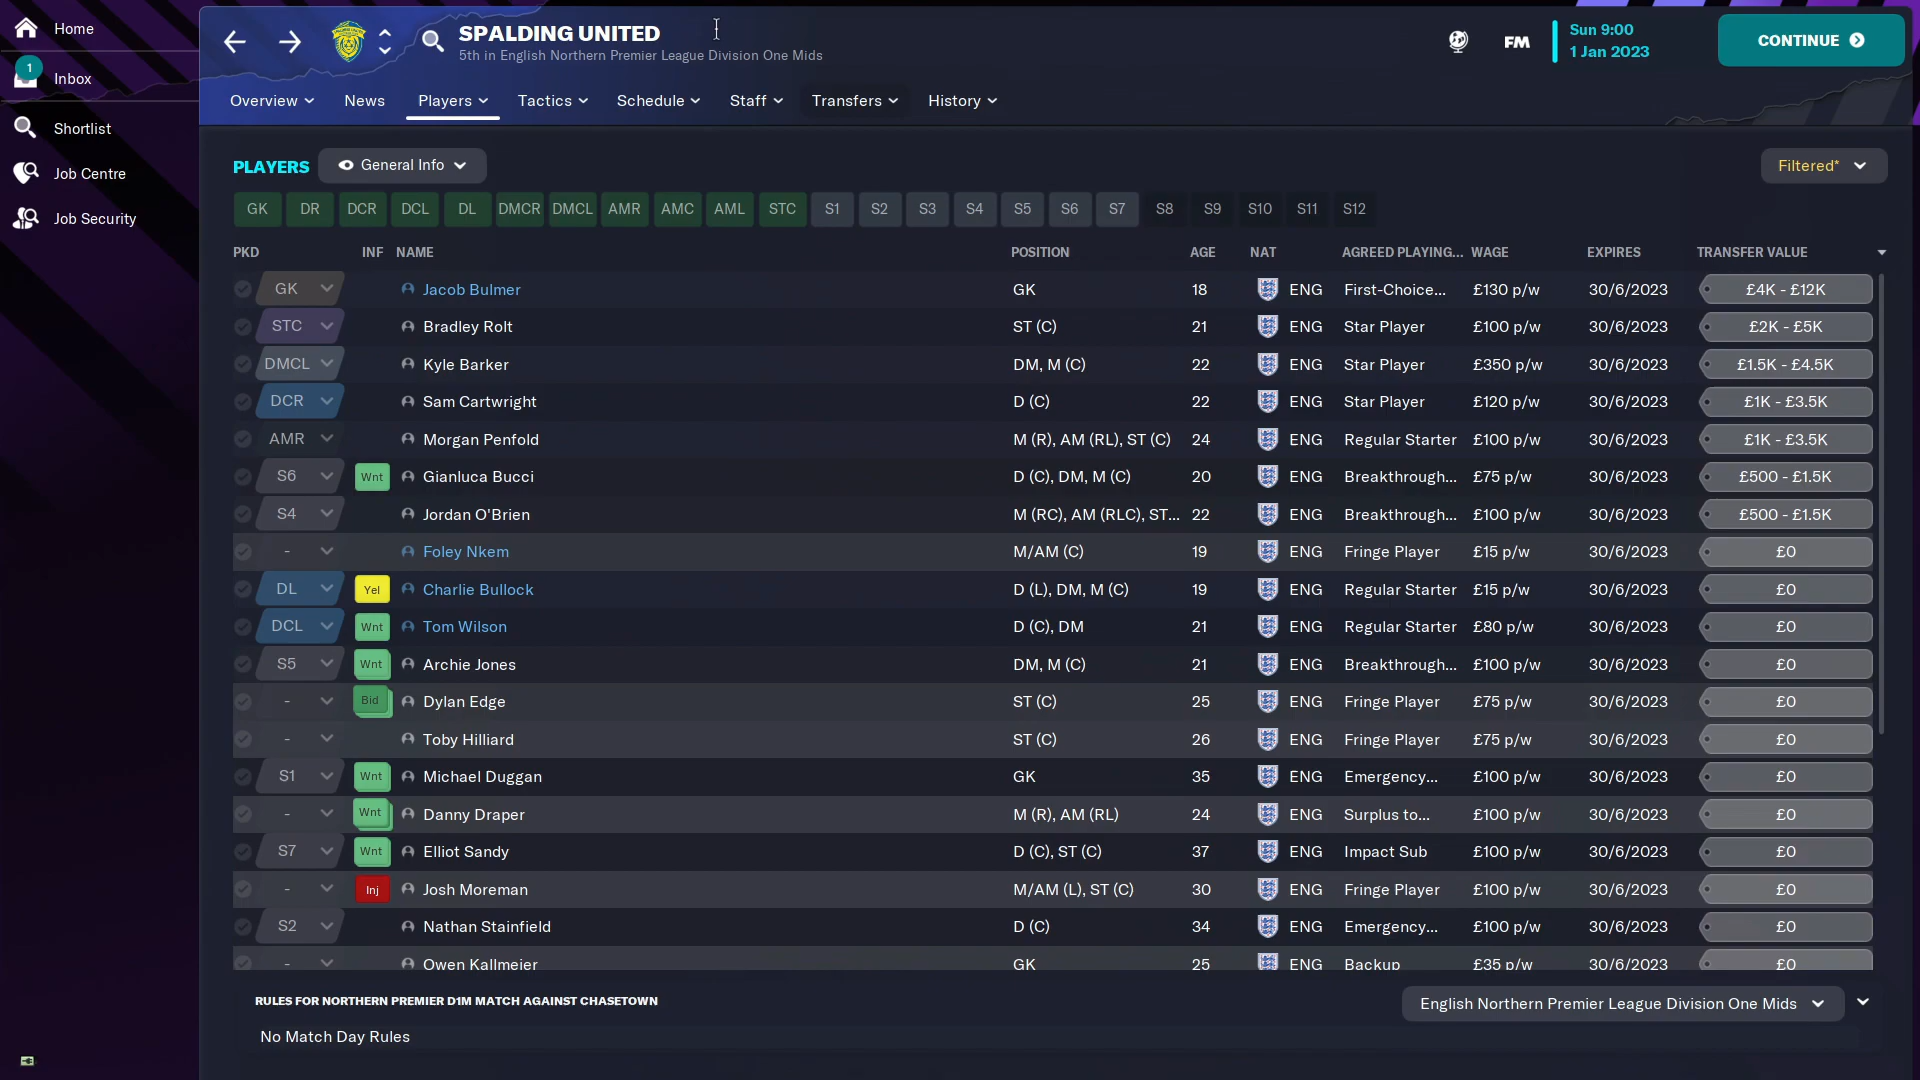 Home
1
Inbox
Shortlist
Job Centre
Job Security
SPALDING UNITED
5th in English Northern Premier League Division One Mids
FM
Sun 9:00
1 Jan 2023
CONTINUE
Overview News Players Tactics Schedule Staff Transfers History
PLAYERS General Info Filtered*
GK DR DCR DCL DL DMCR DMCL AMR AMC AML STC S1 S2 S3 S4 S5 S6 S7 S8 S9 S10 S11 S12
PKD INF NAME POSITION AGE NAT AGREED PLAYING... WAGE EXPIRES TRANSFER VALUE
GK Jacob Bulmer GK 18 ENG First-Choice... £130 p/w 30/6/2023 £4K - £12K
STC Bradley Rolt ST (C) 21 ENG Star Player £100 p/w 30/6/2023 £2K - £5K
DMCL Kyle Barker DM, M (C) 22 ENG Star Player £350 p/w 30/6/2023 £1.5K - £4.5K
DCR Sam Cartwright D (C) 22 ENG Star Player £120 p/w 30/6/2023 £1K - £3.5K
AMR Morgan Penfold M (R), AM (RL), ST (C) 24 ENG Regular Starter £100 p/w 30/6/2023 £1K - £3.5K
S6 Wnt Gianluca Bucci D (C), DM, M (C) 20 ENG Breakthrough... £75 p/w 30/6/2023 £500 - £1.5K
S4 Jordan O'Brien M (RC), AM (RLC), ST... 22 ENG Breakthrough... £100 p/w 30/6/2023 £500 - £1.5K
- Foley Nkem M/AM (C) 19 ENG Fringe Player £15 p/w 30/6/2023 £0
DL Yel Charlie Bullock D (L), DM, M (C) 19 ENG Regular Starter £15 p/w 30/6/2023 £0
DCL Wnt Tom Wilson D (C), DM 21 ENG Regular Starter £80 p/w 30/6/2023 £0
S5 Wnt Archie Jones DM, M (C) 21 ENG Breakthrough... £100 p/w 30/6/2023 £0
- Bid Dylan Edge ST (C) 25 ENG Fringe Player £75 p/w 30/6/2023 £0
- Toby Hilliard ST (C) 26 ENG Fringe Player £75 p/w 30/6/2023 £0
S1 Wnt Michael Duggan GK 35 ENG Emergency... £100 p/w 30/6/2023 £0
- Wnt Danny Draper M (R), AM (RL) 24 ENG Surplus to... £100 p/w 30/6/2023 £0
S7 Wnt Elliot Sandy D (C), ST (C) 37 ENG Impact Sub £100 p/w 30/6/2023 £0
- Inj Josh Moreman M/AM (L), ST (C) 30 ENG Fringe Player £100 p/w 30/6/2023 £0
S2 Nathan Stainfield D (C) 34 ENG Emergency... £100 p/w 30/6/2023 £0
- Owen Kallmeier GK 25 ENG Backup £35 p/w 30/6/2023 £0
RULES FOR NORTHERN PREMIER D1M MATCH AGAINST CHASETOWN English Northern Premier League Division One Mids
No Match Day Rules